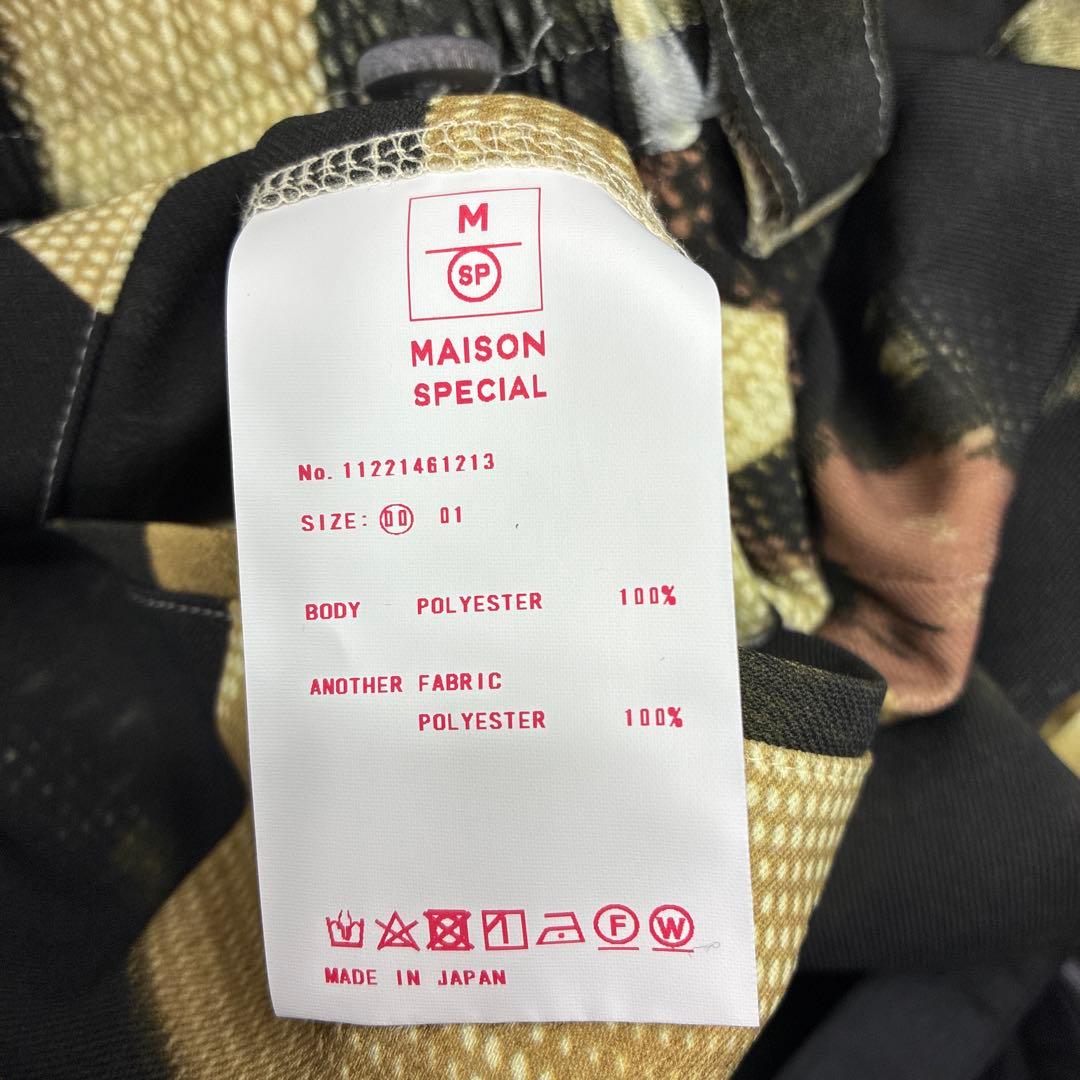 M
SP
MAISON
SPECIAL
No. 11221461213
SIZE: 00 01
BODY POLYESTER 100%
ANOTHER FABRIC
POLYESTER 100%
F W
MADE IN JAPAN